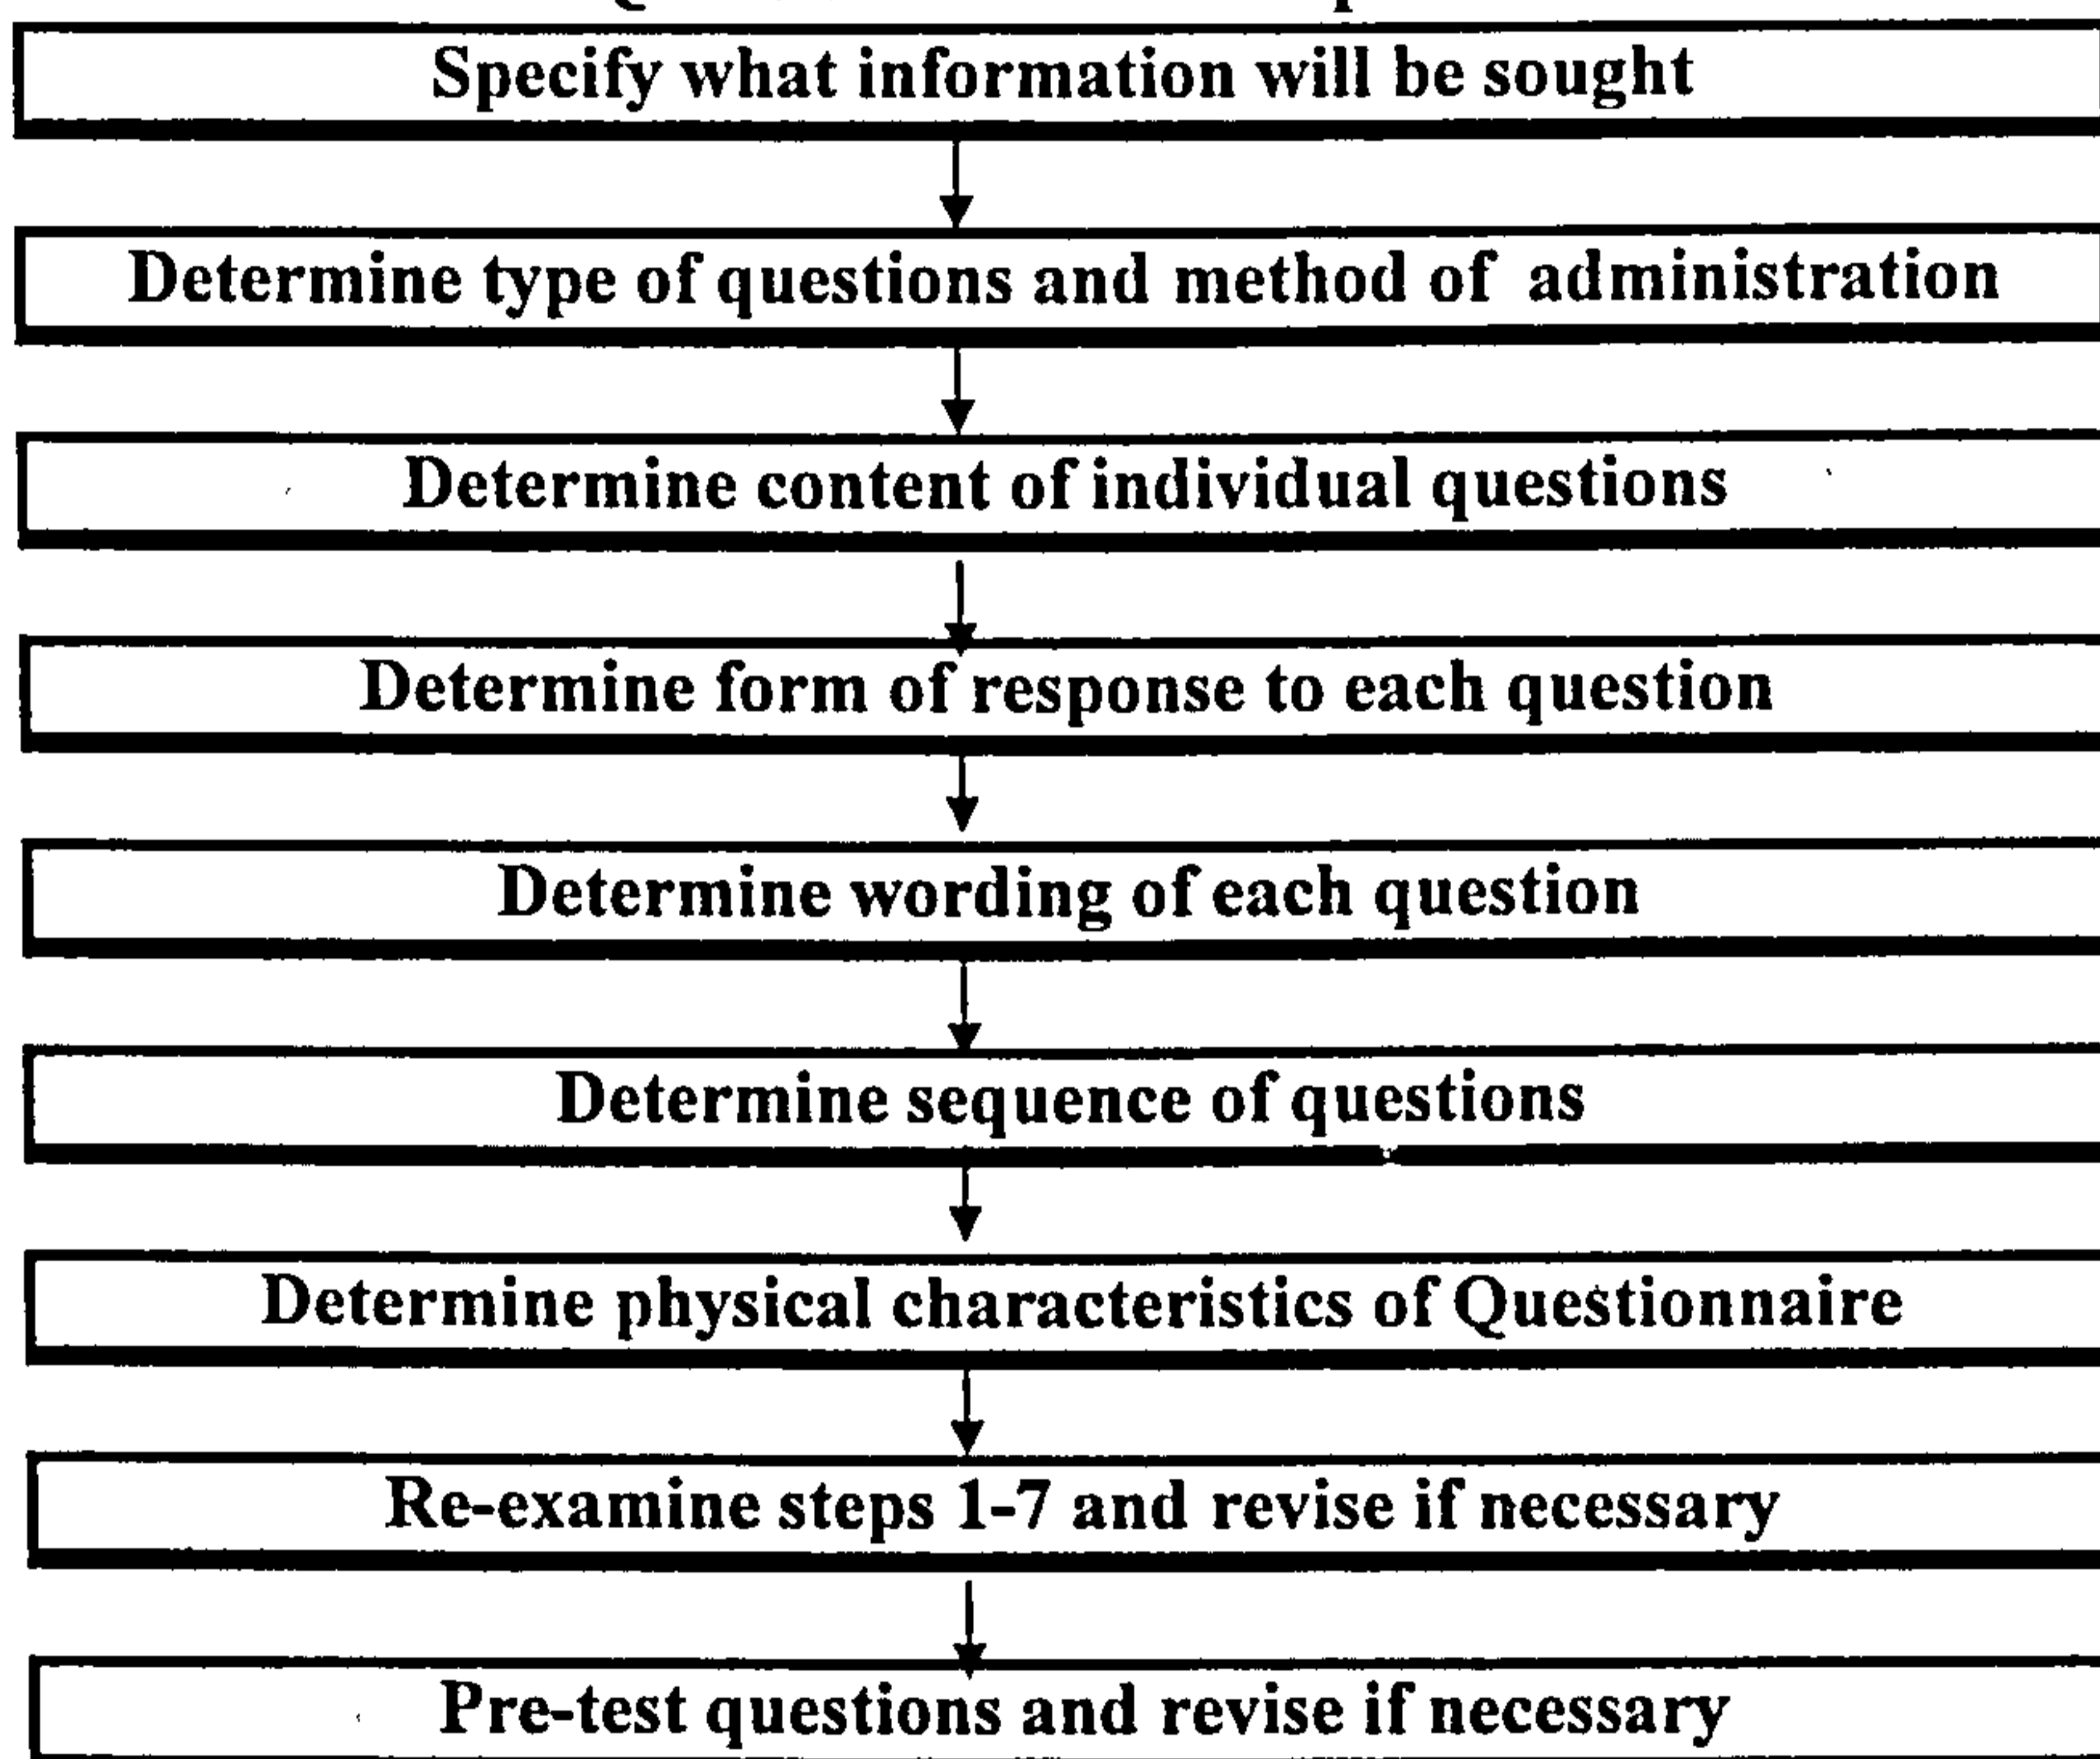 Specify what information will be sought
Determine type of questions and method of administration
Determine content of individual questions
Determine form of response to each question
Determine wording of each question
Determine sequence of questions
Determine physical characteristics of Questionnaire
Re-examine steps 1-7 and revise if necessary
Pre-test questions and revise if necessary